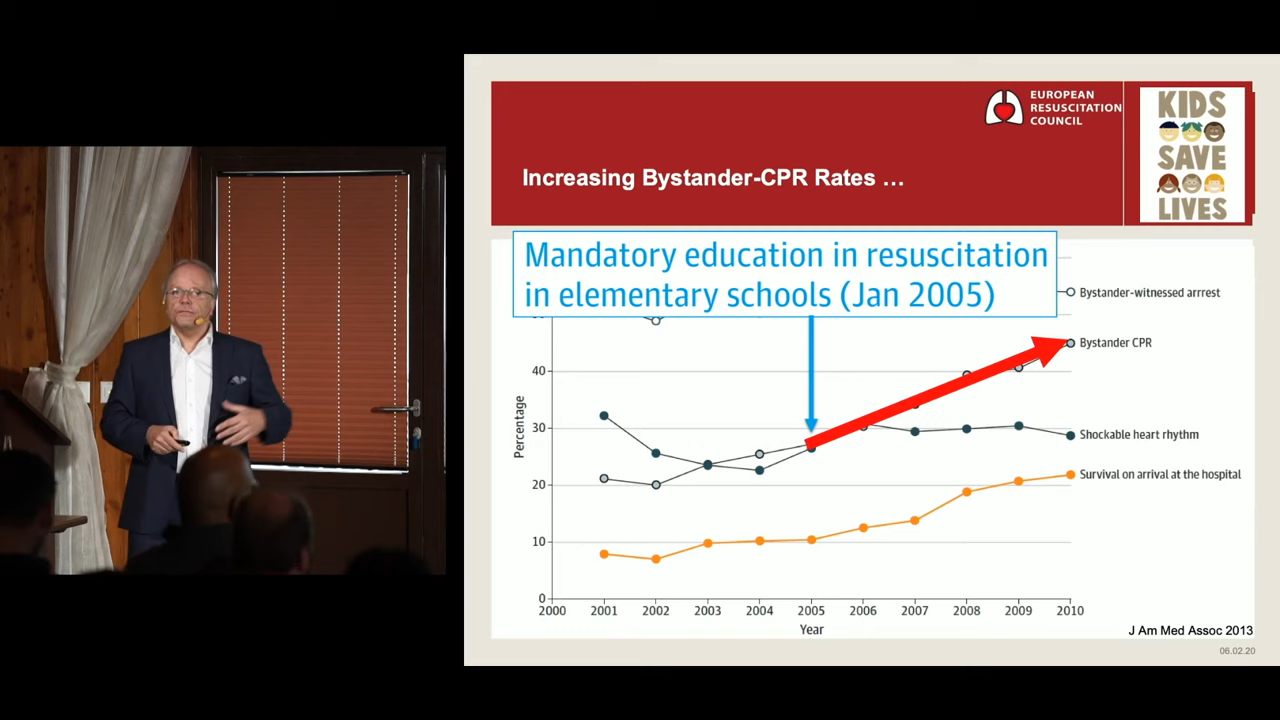 EUROPEAN
RESUSCITATION
COUNCIL
KIDS
SAVE
LIVES
Increasing Bystander-CPR Rates …
Mandatory education in resuscitation
in elementary schools (Jan 2005)
Bystander-witnessed arrrest
Bystander CPR
Shockable heart rhythm
Survival on arrival at the hospital
Percentage
40
30
20
10
0
2000 2001 2002 2003 2004 2005 2006 2007 2008 2009 2010
Year
J Am Med Assoc 2013
06.02.20